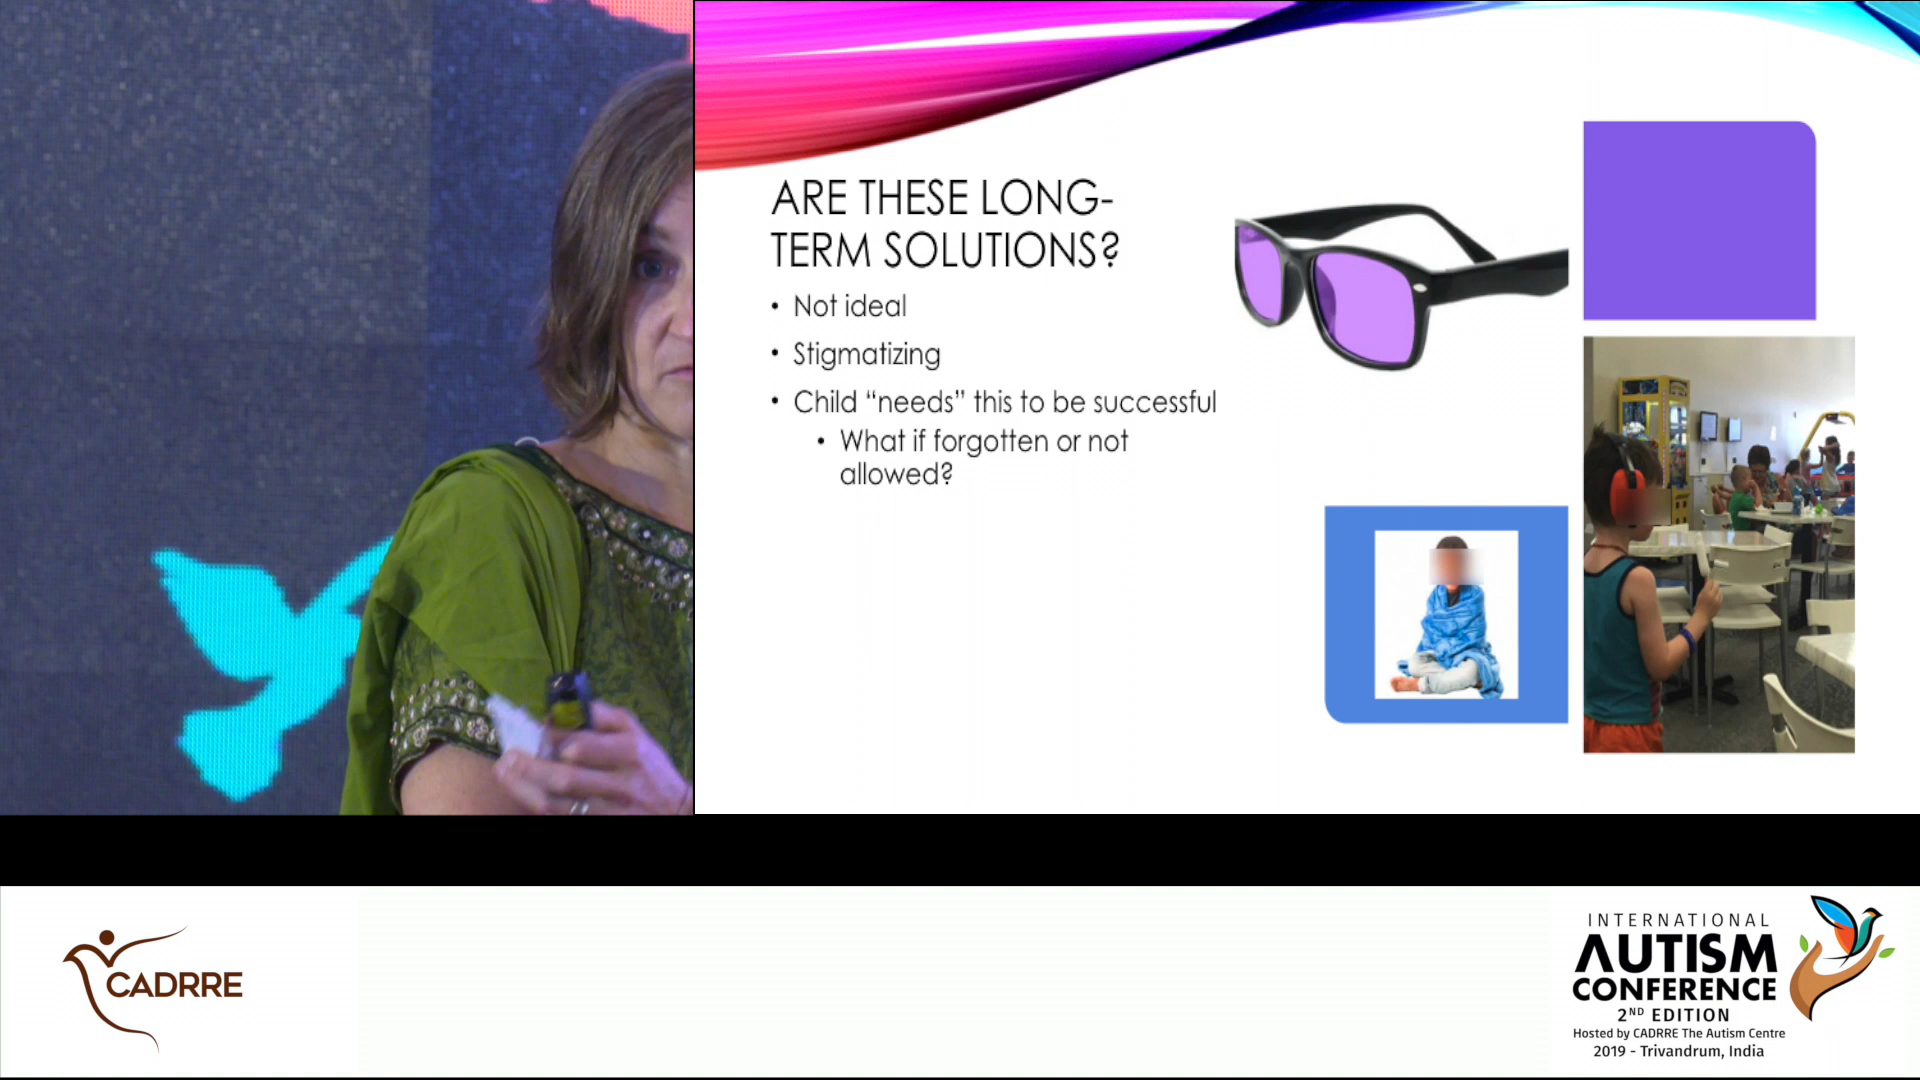 ARE THESE LONG-
TERM SOLUTIONS?
• Not ideal
• Stigmatizing
• Child “needs” this to be successful
• What if forgotten or not
allowed?
CADRRE
INTERNATIONAL
AUTISM
CONFERENCE
2ND EDITION
Hosted by CADRRE The Autism Centre
2019 - Trivandrum, India